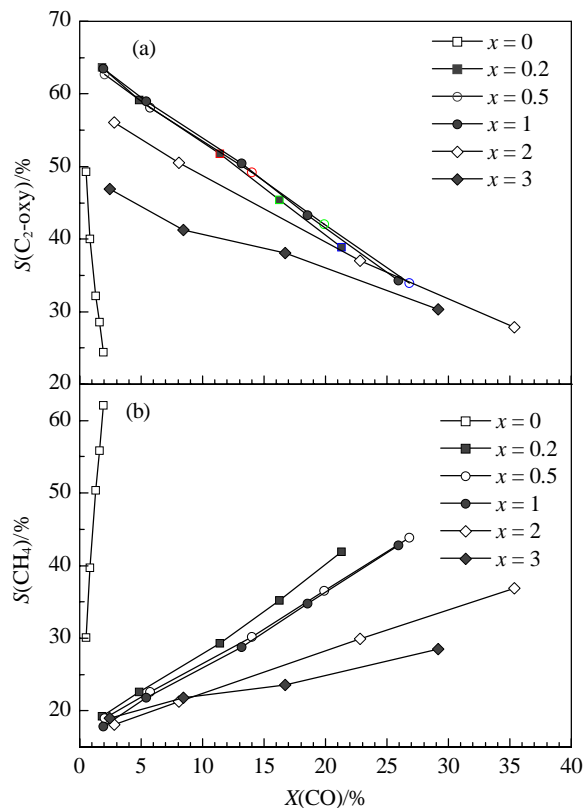 70
(a)
x = 0
x = 0.2
x = 0.5
x = 1
x = 2
x = 3
60
50
40
30
20
S(C₂-oxy)/%
(b)
x = 0
x = 0.2
x = 0.5
x = 1
x = 2
x = 3
60
50
40
30
20
S(CH₄)/%
0 5 10 15 20 25 30 35 40
X(CO)/%